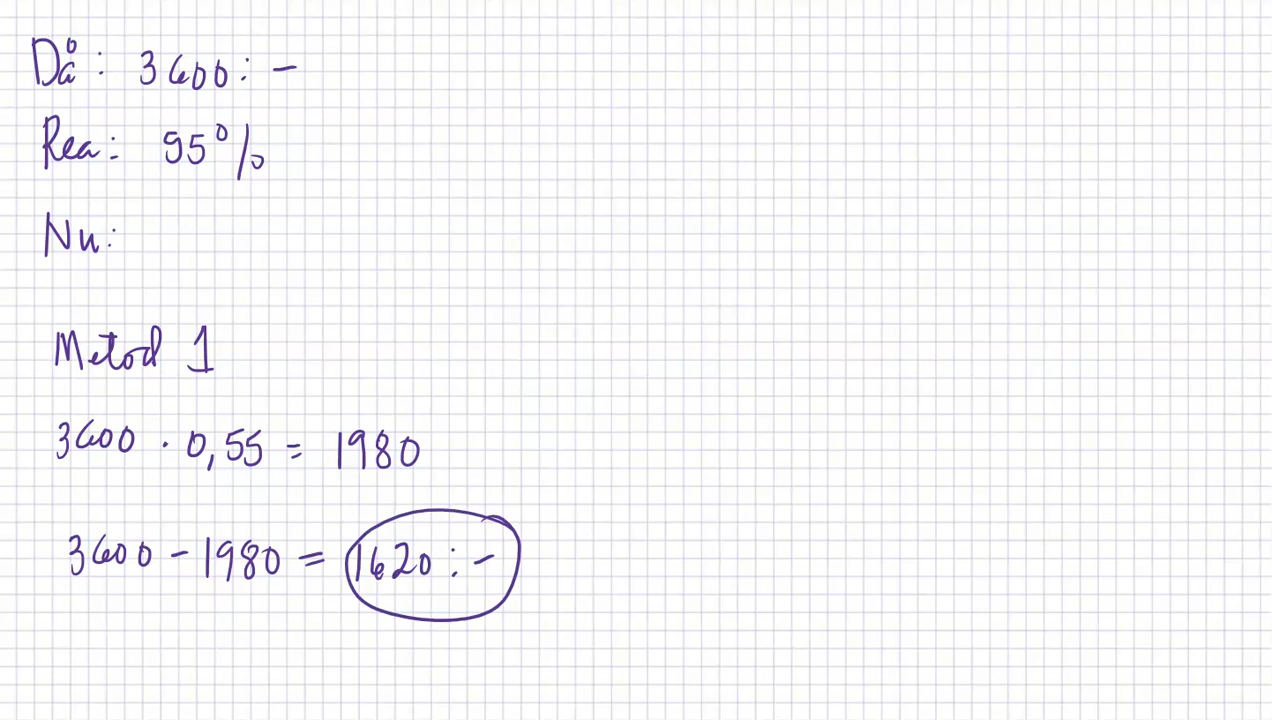 Då: 3600:-
Rea: 55%
Nu:
Metod 1
3600 · 0,55 = 1980
3600 - 1980 = 1620:-